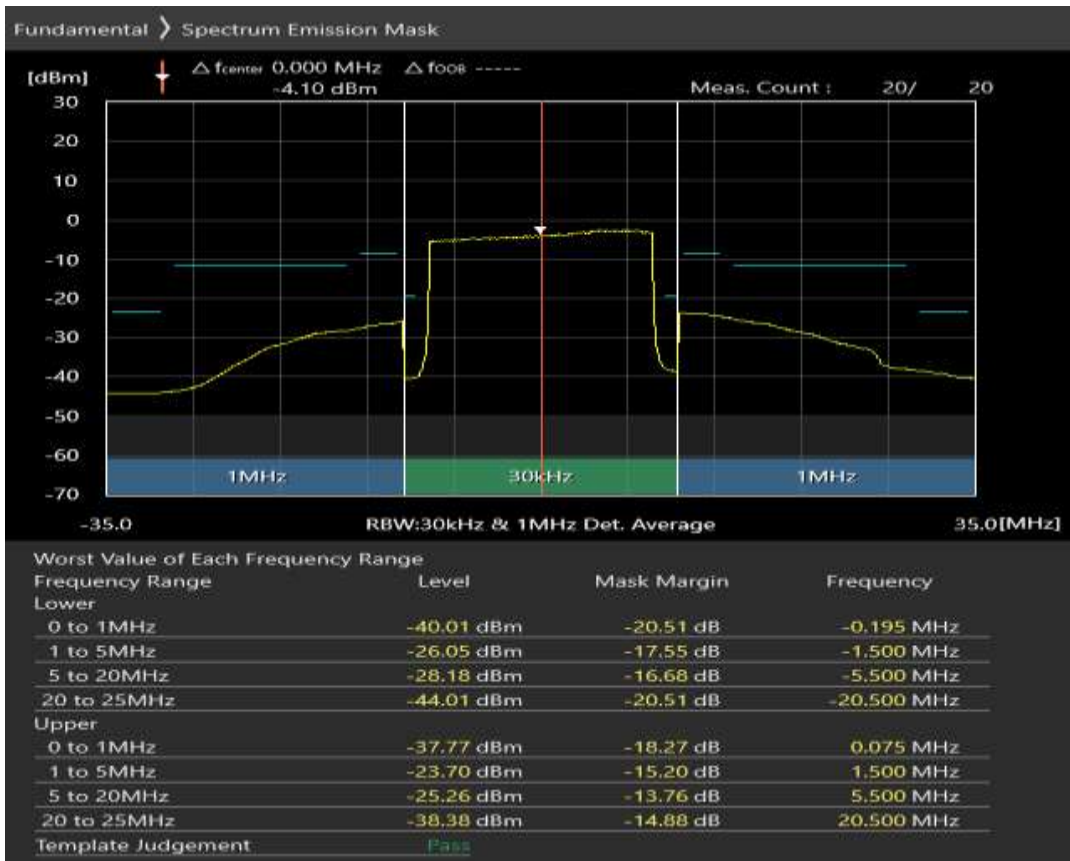 Fundamental ❯ Spectrum Emission Mask
[dBm] △ fcenter 0.000 MHz △ fOOB -----
-4.10 dBm Meas. Count : 20/ 20
30
20
10
0
-10
-20
-30
-40
-50
-60
1MHz 30kHz 1MHz
-70
-35.0 RBW:30kHz & 1MHz Det. Average 35.0[MHz]
Worst Value of Each Frequency Range
Frequency Range Level Mask Margin Frequency
Lower
0 to 1MHz -40.01 dBm -20.51 dB -0.195 MHz
1 to 5MHz -26.05 dBm -17.55 dB -1.500 MHz
5 to 20MHz -28.18 dBm -16.68 dB -5.500 MHz
20 to 25MHz -44.01 dBm -20.51 dB -20.500 MHz
Upper
0 to 1MHz -37.77 dBm -18.27 dB 0.075 MHz
1 to 5MHz -23.70 dBm -15.20 dB 1.500 MHz
5 to 20MHz -25.26 dBm -13.76 dB 5.500 MHz
20 to 25MHz -38.38 dBm -14.88 dB 20.500 MHz
Template Judgement Pass